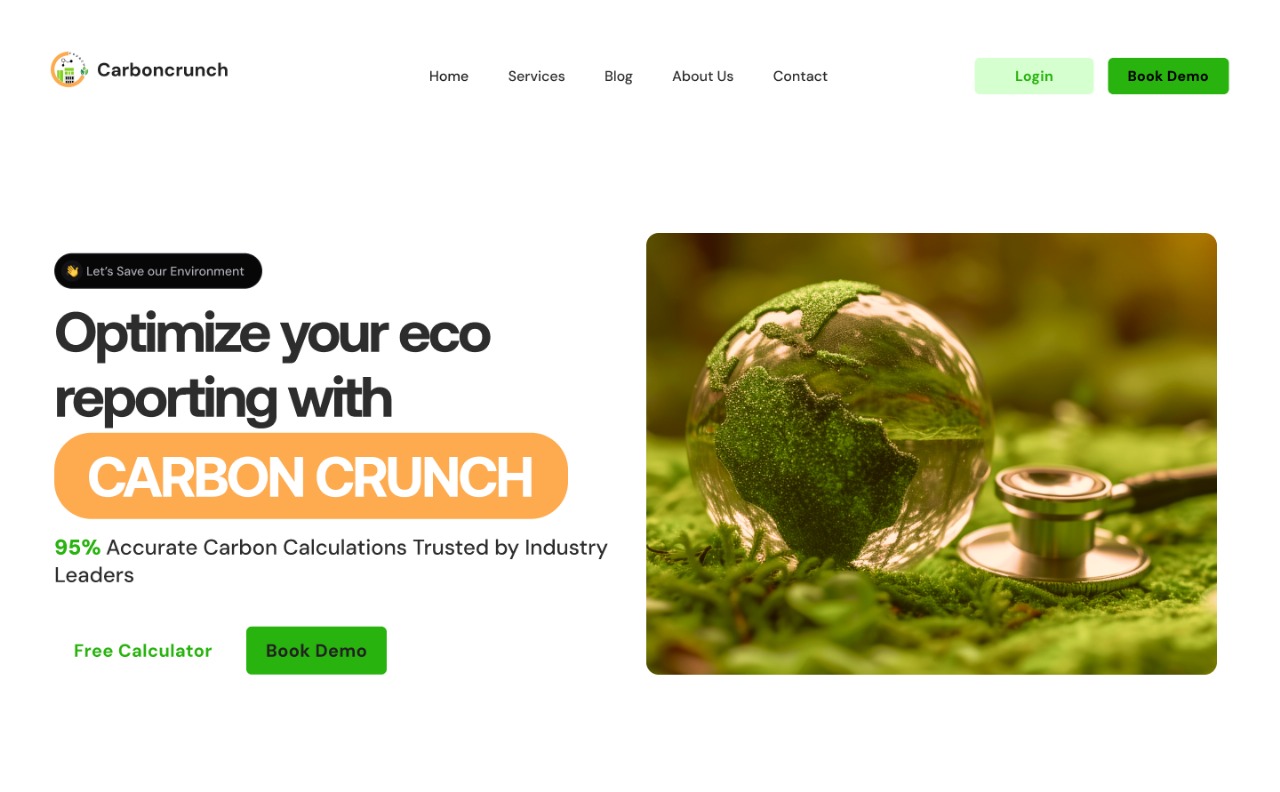 Carboncrunch
Home Services Blog About Us Contact
Login
Book Demo
👋 Let's Save our Environment
Optimize your eco
reporting with
CARBON CRUNCH
95% Accurate Carbon Calculations Trusted by Industry
Leaders
Free Calculator
Book Demo